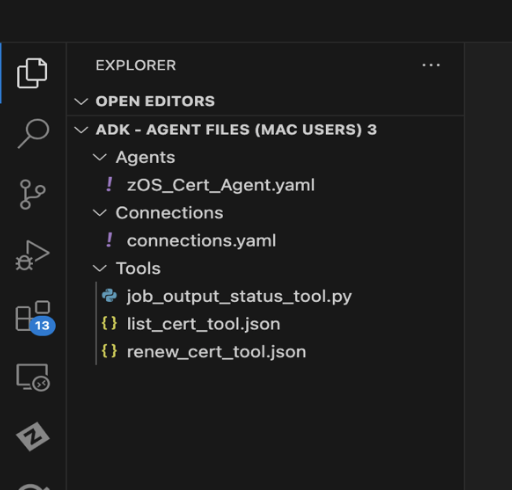 EXPLORER ...
OPEN EDITORS
ADK - AGENT FILES (MAC USERS) 3
Agents
! zOS_Cert_Agent.yaml
Connections
! connections.yaml
Tools
job_output_status_tool.py
{} list_cert_tool.json
{} renew_cert_tool.json
13